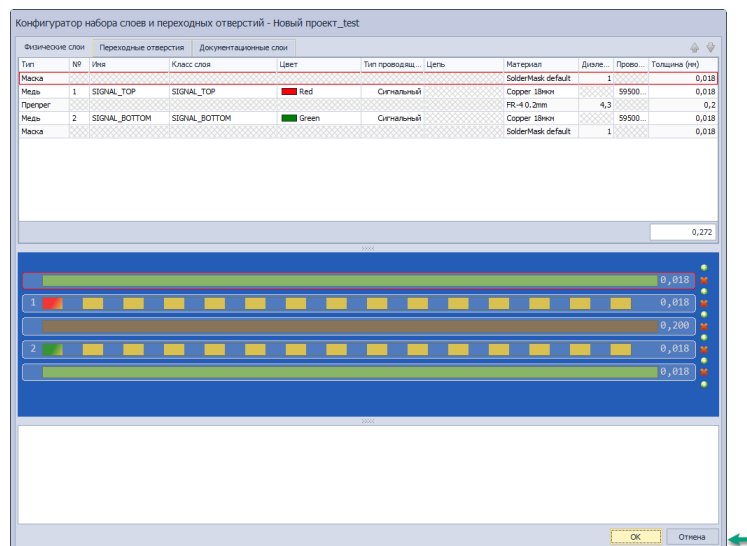 Конфигуратор набора слоев и переходных отверстий - Новый проект_test
Физические слои Переходные отверстия Документационные слои
Тип № Имя Класс слоя Цвет Тип проводящ... Цепь Материал Диэле... Прово... Толщина (мм)
Маска SolderMask default 1 0,018
Медь 1 SIGNAL_TOP SIGNAL_TOP Red Сигнальный Copper 18мкм 59500... 0,018
Препрег FR-4 0.2mm 4,3 0,2
Медь 2 SIGNAL_BOTTOM SIGNAL_BOTTOM Green Сигнальный Copper 18мкм 59500... 0,018
Маска SolderMask default 1 0,018
0,272
0,018
1 0,018
0,200
2 0,018
0,018
OK Отмена